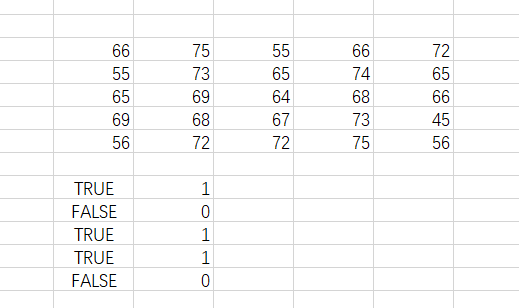 66 75 55 66 72
55 73 65 74 65
65 69 64 68 66
69 68 67 73 45
56 72 72 75 56
TRUE 1
FALSE 0
TRUE 1
TRUE 1
FALSE 0